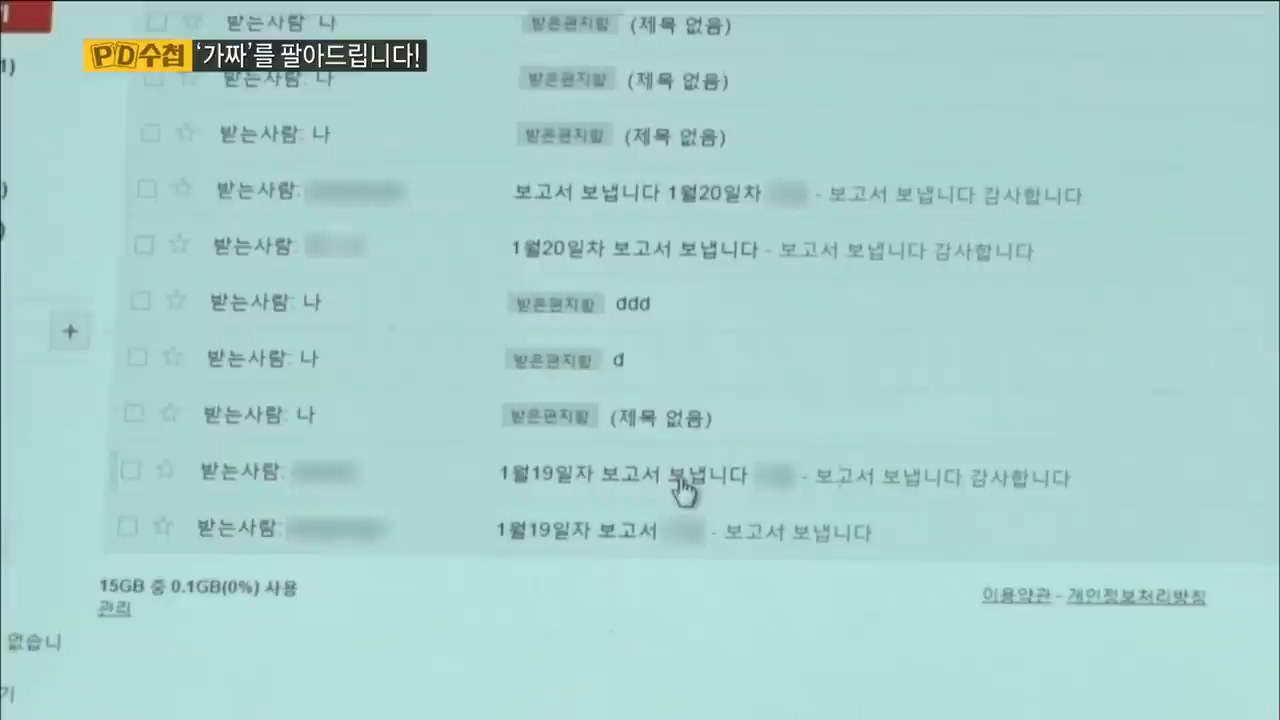 받는사람: 나 받은편지함 (제목 없음)
PD수첩 '가짜'를 팔아드립니다!
받는사람: 나 받은편지함 (제목 없음)
받는사람: 나 받은편지함 (제목 없음)
받는사람: 보고서 보냅니다 1월20일차 - 보고서 보냅니다 감사합니다
받는사람: 1월20일차 보고서 보냅니다 - 보고서 보냅니다 감사합니다
받는사람: 나 받은편지함 ddd
+
받는사람: 나 받은편지함 d
받는사람: 나 받은편지함 (제목 없음)
받는사람: 1월19일자 보고서 보냅니다 - 보고서 보냅니다 감사합니다
받는사람: 1월19일자 보고서 - 보고서 보냅니다
15GB 중 0.1GB(0%) 사용
관리
이용약관 - 개인정보처리방침
없습니
기